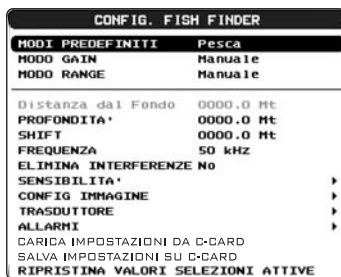 CONFIG. FISH FINDER
MODI PREDEFINITI Pesca
MODO GAIN Manuale
MODO RANGE Manuale
Distanza dal Fondo 0000.0 Mt
PROFONDITA' 0000.0 Mt
SHIFT 0000.0 Mt
FREQUENZA 50 kHz
ELIMINA INTERFERENZE No
SENSIBILITA'
CONFIG IMMAGINE
TRASDUTTORE
ALLARMI
CARICA IMPOSTAZIONI DA C-CARD
SALVA IMPOSTAZIONI SU C-CARD
RIPRISTINA VALORI SELEZIONI ATTIVE